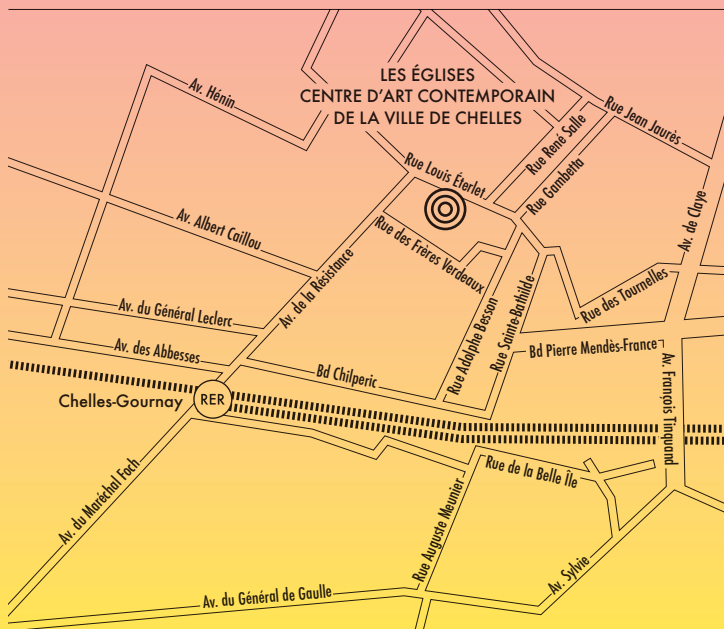 LES ÉGLISES
CENTRE D'ART CONTEMPORAIN
DE LA VILLE DE CHELLES
Av. Hénin
Rue Jean Jaurès
Rue René Salle
Rue Louis Éterlet
Rue Gambetta
Av. de Claye
Av. Albert Caillou
Rue des Frères Verdeaux
Av. de la Résistance
Rue des Tournelles
Av. du Général Leclerc
Rue Adolphe Besson
Rue Sainte-Bathilde
Av. des Abbesses
Bd Pierre Mendès-France
Bd Chilperic
Av. François Tinquand
Chelles-Gournay
RER
Av. du Maréchal Foch
Rue de la Belle Île
Rue Auguste Meunier
Av. Sylvie
Av. du Général de Gaulle